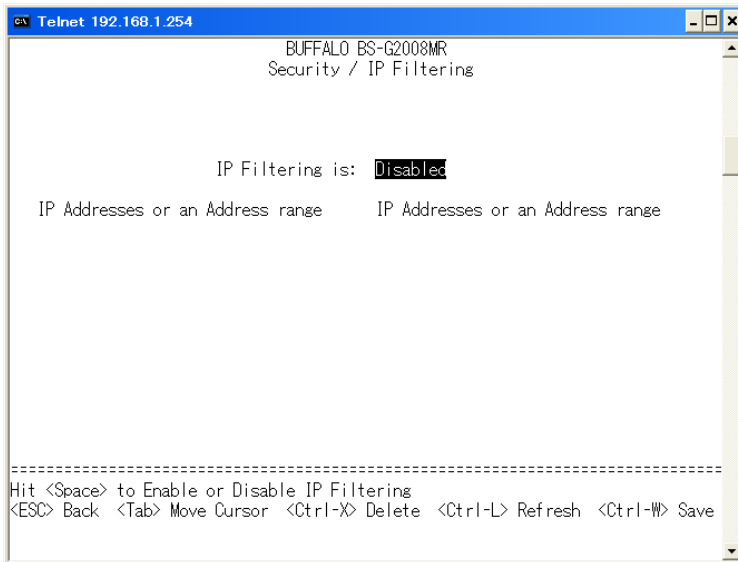 Telnet 192.168.1.254
BUFFALO BS-G2008MR
Security / IP Filtering
IP Filtering is: Disabled
IP Addresses or an Address range IP Addresses or an Address range
================================================================================
Hit <Space> to Enable or Disable IP Filtering
<ESC> Back <Tab> Move Cursor <Ctrl-X> Delete <Ctrl-L> Refresh <Ctrl-W> Save